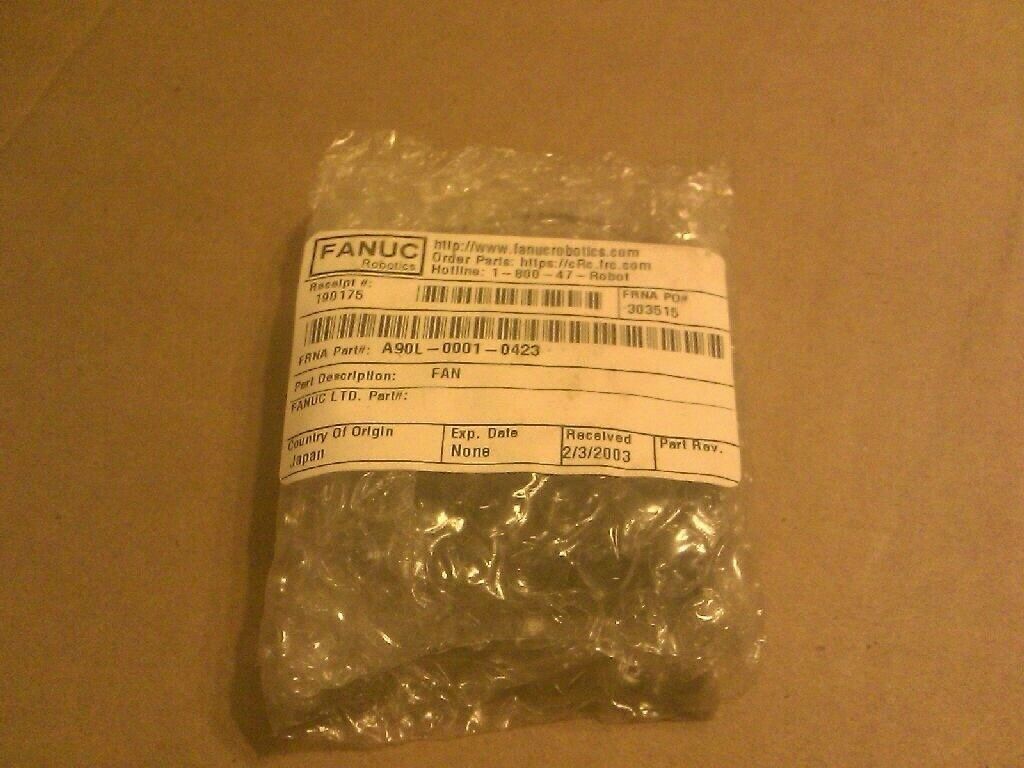 FANUC
Robotics
http://www.fanucrobotics.com
Order Parts: https://cRc.frc.com
Hotline: 1-800-47-Robot
Receipt #:
190175
FRNA PO#
303515
FRNA Part#: A90L-0001-0423
Part Description: FAN
FANUC LTD. Part#:
Country Of Origin
Japan
Exp. Date
None
Received
2/3/2003
Part Rev.